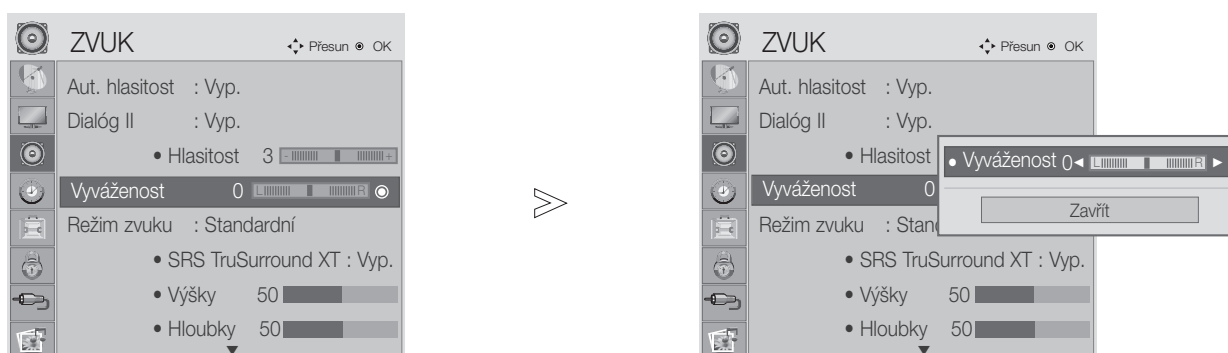 ZVUK
Přesun OK
Aut. hlasitost : Vyp.
Dialóg II : Vyp.
• Hlasitost 3 - +
Vyváženost 0 L R
Režim zvuku : Standardní
• SRS TruSurround XT : Vyp.
• Výšky 50
• Hloubky 50
ZVUK
Přesun OK
Aut. hlasitost : Vyp.
Dialóg II : Vyp.
• Hlasitost
Vyváženost 0
Režim zvuku : Stan
• SRS TruSurround XT : Vyp.
• Výšky 50
• Hloubky 50
• Vyváženost 0 L R
Zavřít